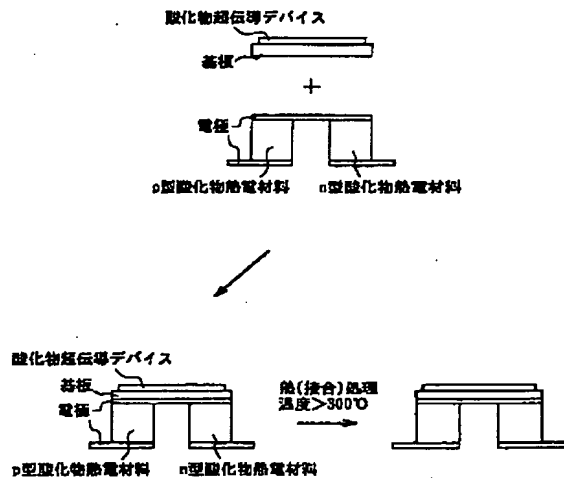 酸化物超伝導デバイス
基板
+
電極
p型酸化物熱電材料 n型酸化物熱電材料
酸化物超伝導デバイス
基板
電極
p型酸化物熱電材料 n型酸化物熱電材料
熱(接合)処理
温度>300℃